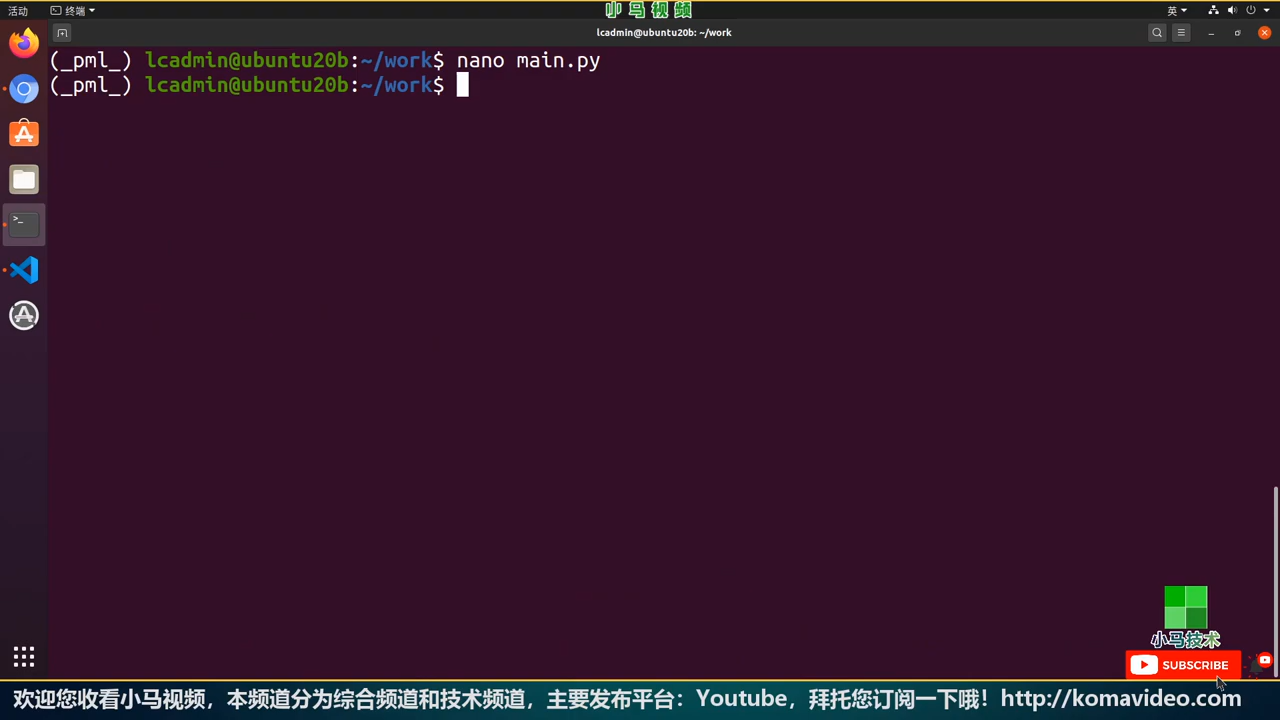 小马视频
活动 终端 英
lcadmin@ubuntu20b: ~/work
(_pml_) lcadmin@ubuntu20b:~/work$ nano main.py
(_pml_) lcadmin@ubuntu20b:~/work$
小马技术
SUBSCRIBE
欢迎您收看小马视频，本频道分为综合频道和技术频道，主要发布平台：Youtube，拜托您订阅一下哦！http://komavideo.com